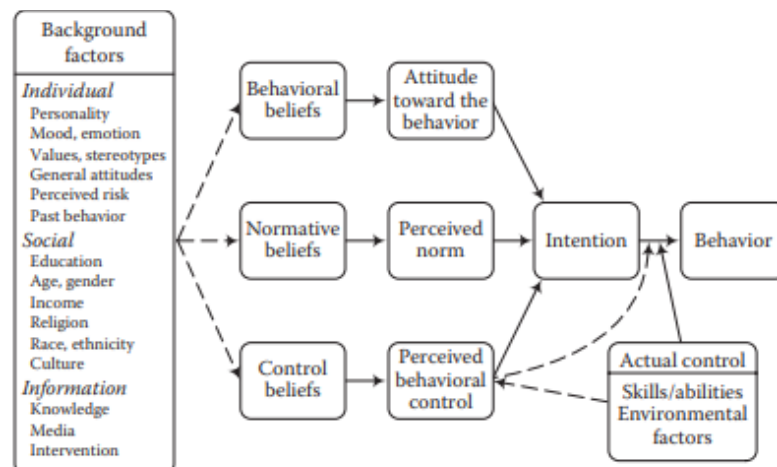 Background
factors
Individual
Personality
Mood, emotion
Values, stereotypes
General attitudes
Perceived risk
Past behavior
Social
Education
Age, gender
Income
Religion
Race, ethnicity
Culture
Information
Knowledge
Media
Intervention
Behavioral
beliefs
Attitude
toward the
behavior
Normative
beliefs
Perceived
norm
Intention
Behavior
Control
beliefs
Perceived
behavioral
control
Actual control
Skills/abilities
Environmental
factors